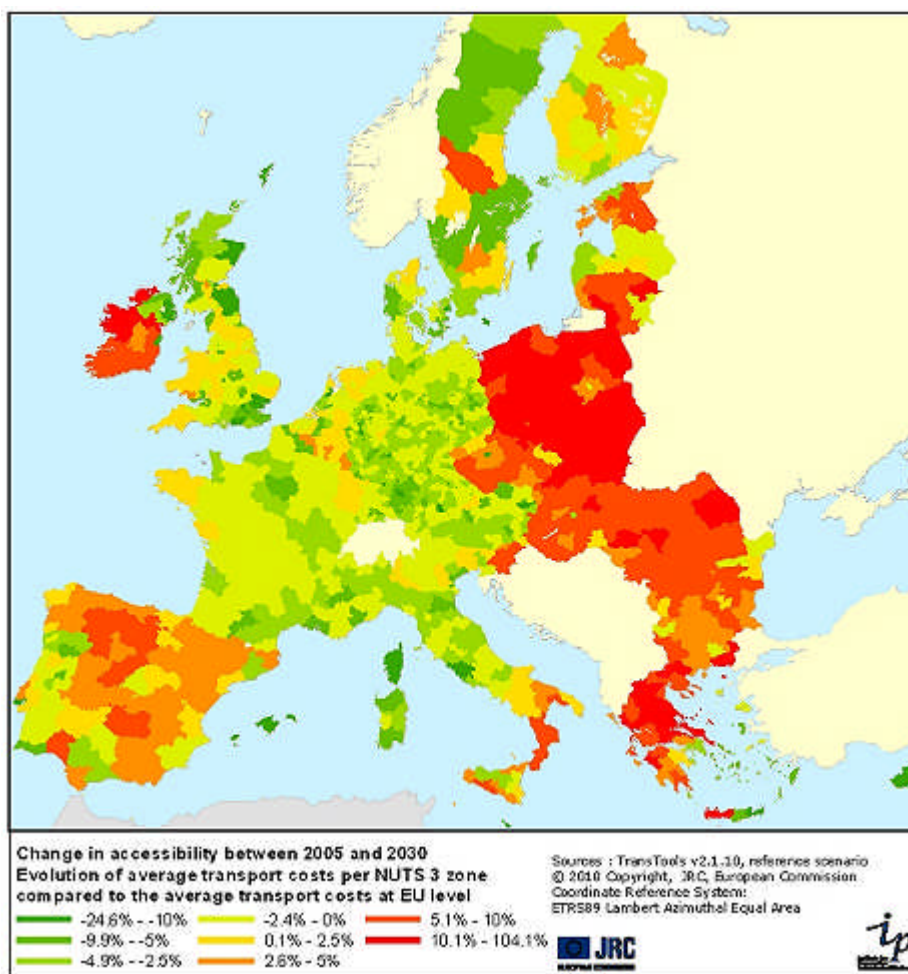 Change in accessibility between 2005 and 2030
Evolution of average transport costs per NUTS 3 zone
compared to the average transport costs at EU level
-24.6% - -10%
-9.9% - -5%
-4.9% - -2.5%
-2.4% - 0%
0.1% - 2.5%
2.6% - 5%
5.1% - 10%
10.1% - 104.1%
Sources : TransTools v2.1.10, reference scenario
© 2010 Copyright, JRC, European Commission
Coordinate Reference System:
ETRS89 Lambert Azimuthal Equal Area
JRC
EUROPEAN COMMISSION
ip